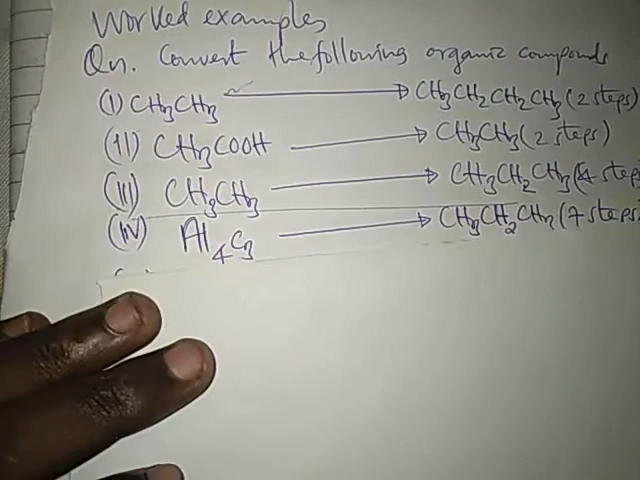 Worked examples
Qn. Convert the following organic compounds
(I) CH3CH3 → CH3CH2CH2CH3 (2 steps)
(II) CH3COOH → CH3CH3 (2 steps)
(III) CH3CH3 → CH3CH2CH3 (4 steps
(IV) Al4C3 → CH3CH2CH3 (7 steps)